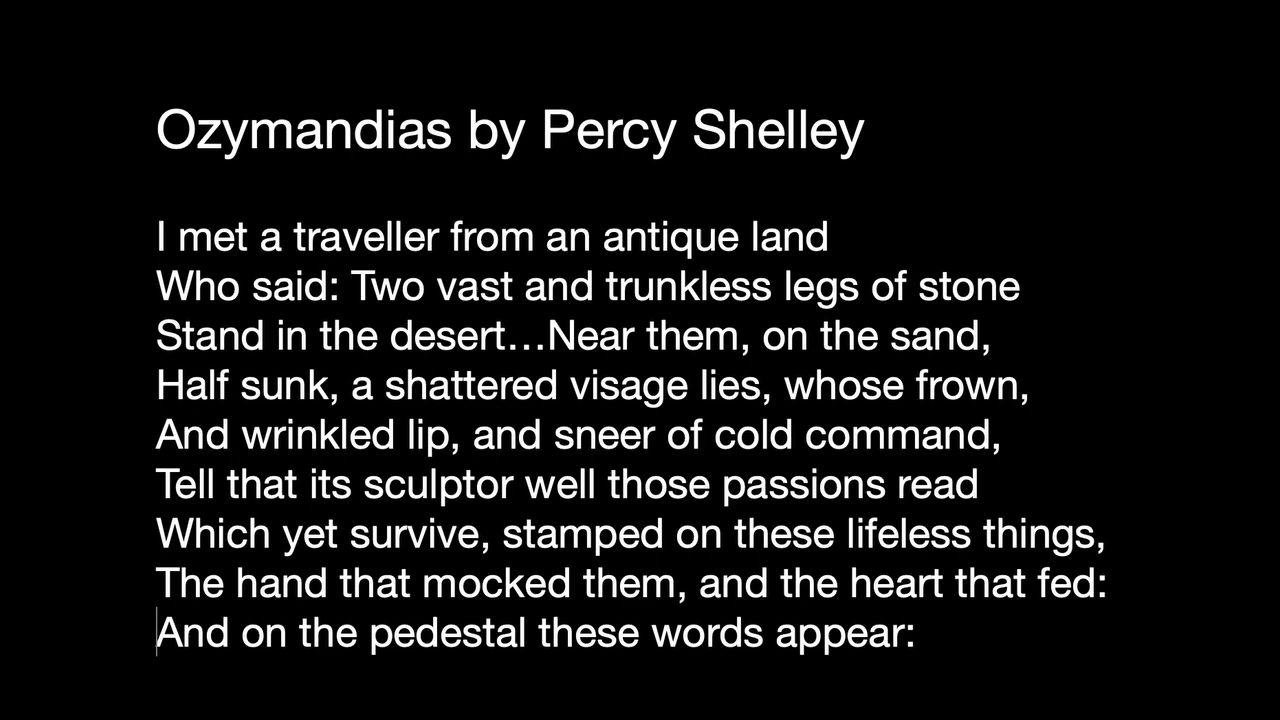 Ozymandias by Percy Shelley
I met a traveller from an antique land
Who said: Two vast and trunkless legs of stone
Stand in the desert…Near them, on the sand,
Half sunk, a shattered visage lies, whose frown,
And wrinkled lip, and sneer of cold command,
Tell that its sculptor well those passions read
Which yet survive, stamped on these lifeless things,
The hand that mocked them, and the heart that fed:
And on the pedestal these words appear: